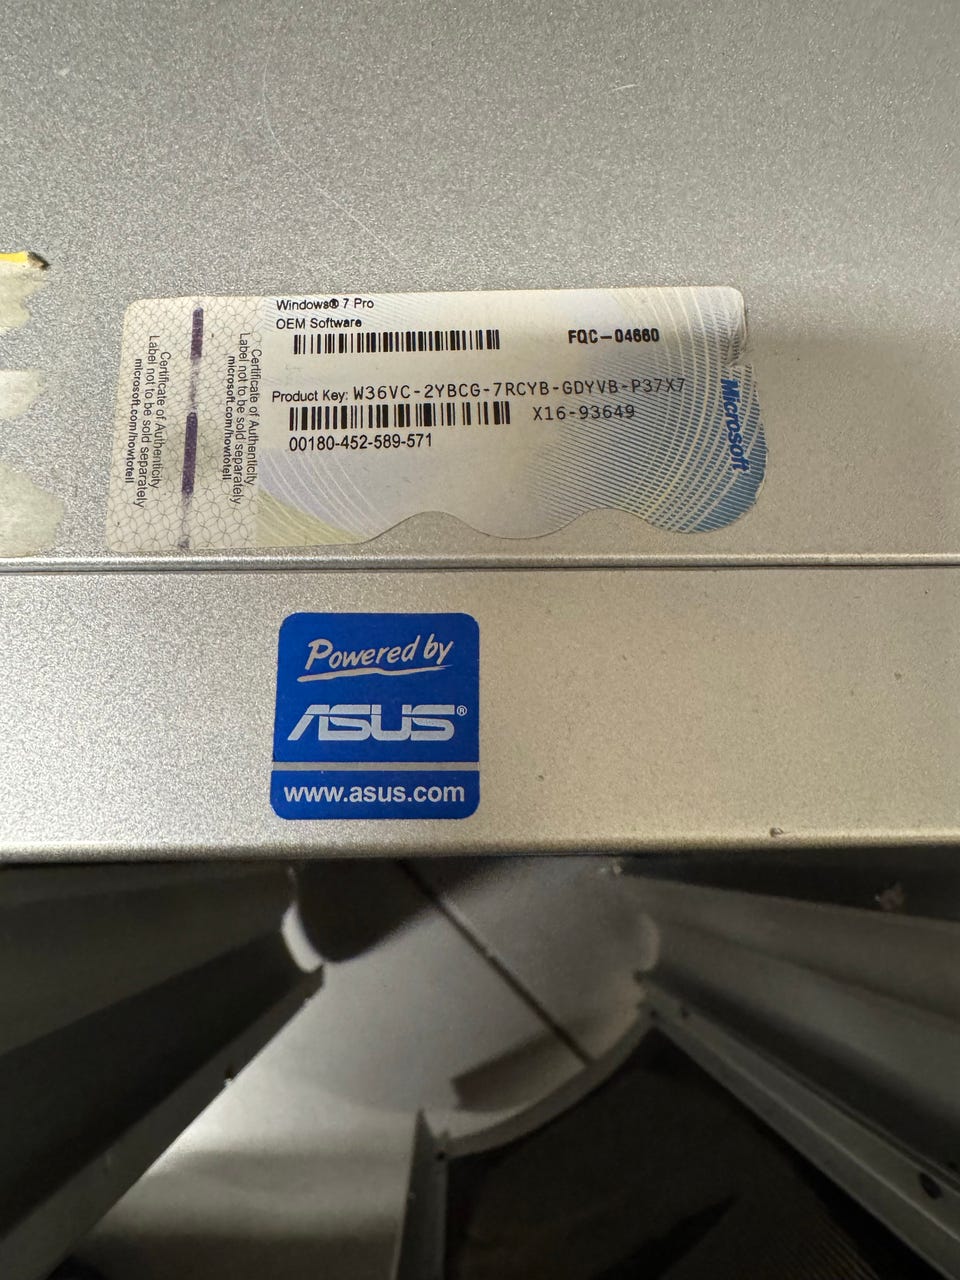 Windows® 7 Pro
OEM Software
FQC-04660
Product Key: W36VC-2YBCG-7RCYB-GDYVB-P37X7
X16-93649
00180-452-589-571
Certificate of Authenticity
Label not to be sold separately
microsoft.com/howtotell
Certificate of Authenticity
Label not to be sold separately
microsoft.com/howtotell
Microsoft
Powered by
ASUS®
www.asus.com